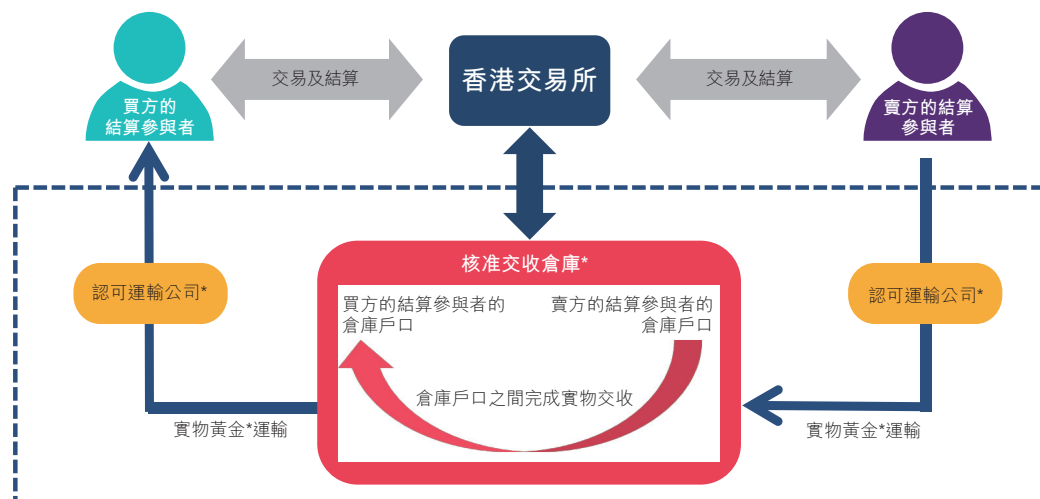 買方的
結算參與者
交易及結算
香港交易所
交易及結算
賣方的結算
參與者
認可運輸公司*
核准交收倉庫*
認可運輸公司*
買方的結算參與者的
倉庫戶口
賣方的結算參與者的
倉庫戶口
倉庫戶口之間完成實物交收
實物黃金*運輸
實物黃金*運輸